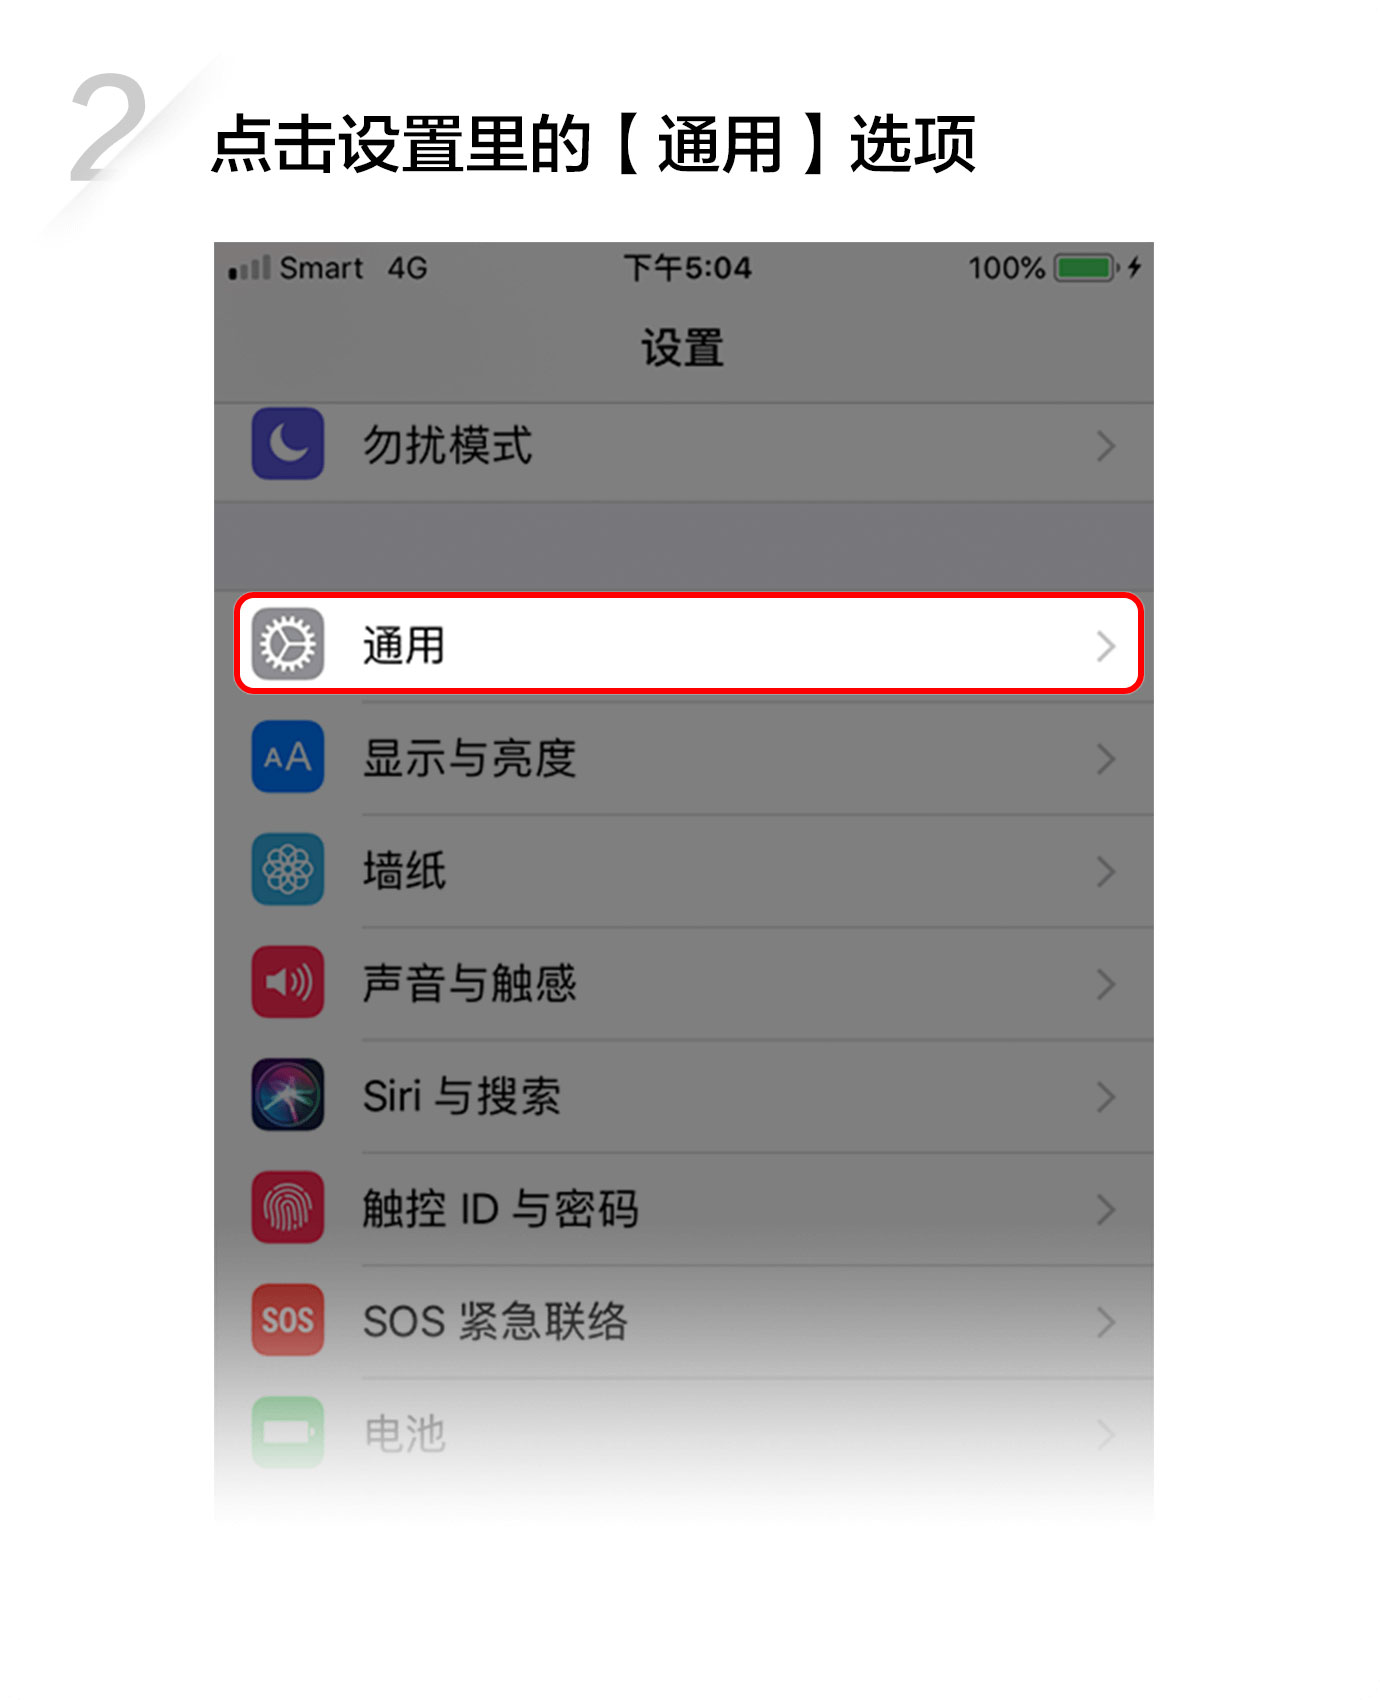 2
点击设置里的【通用】选项
Smart 4G 下午5:04 100%
设置
勿扰模式
通用
AA 显示与亮度
墙纸
声音与触感
Siri 与搜索
触控 ID 与密码
SOS SOS 紧急联络
电池